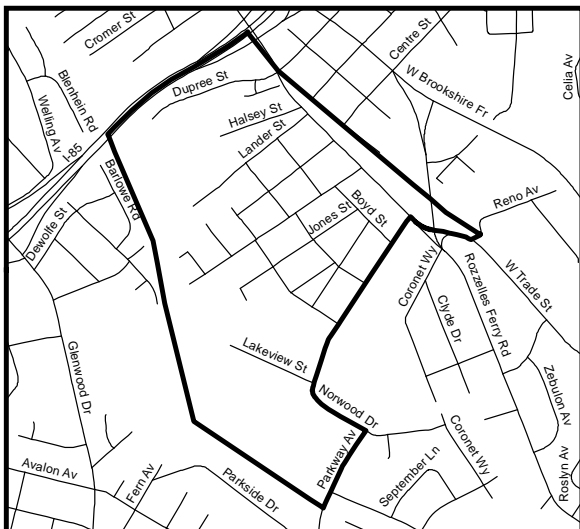 Cromer St
Centre St
W Brookshire Fr
Celia Av
Dupree St
Blenhein Rd
Welling Av
Halsey St
I-85
Lander St
Barlowe Rd
Boyd St
Reno Av
Jones St
Dewolfe St
Coronet Wy
W Trade St
Rozzelles Ferry Rd
Clyde Dr
Glenwood Dr
Lakeview St
Zebulon Av
Norwood Dr
Coronet Wy
Parkway Av
Avalon Av
Fern Av
Parkside Dr
September Ln
Roslyn Av